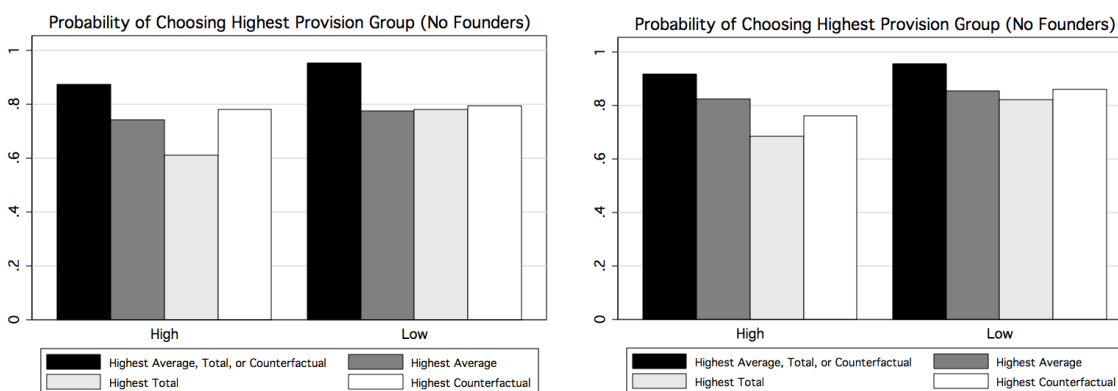 Probability of Choosing Highest Provision Group (No Founders)
1
.8
.6
.4
.2
0
High
Low
Highest Average, Total, or Counterfactual
Highest Average
Highest Total
Highest Counterfactual
Probability of Choosing Highest Provision Group (No Founders)
1
.8
.6
.4
.2
0
High
Low
Highest Average, Total, or Counterfactual
Highest Average
Highest Total
Highest Counterfactual